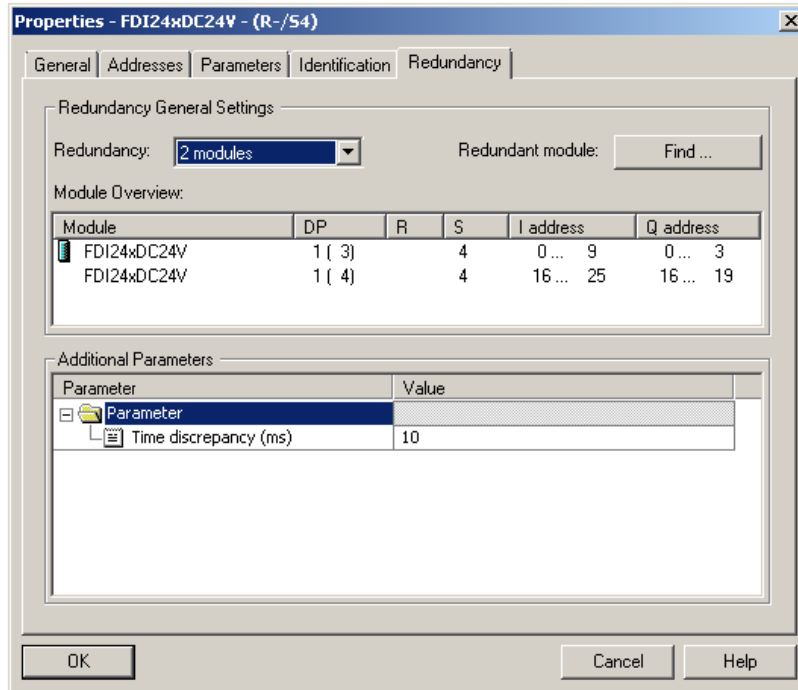 Properties - FDI24xDC24V - (R-/S4)
General Addresses Parameters Identification Redundancy
Redundancy General Settings
Redundancy: 2 modules Redundant module: Find ...
Module Overview:
Module DP R S I address Q address
FDI24xDC24V 1 ( 3) 4 0 ... 9 0 ... 3
FDI24xDC24V 1 ( 4) 4 16 ... 25 16 ... 19
Additional Parameters
Parameter Value
Parameter
Time discrepancy (ms) 10
OK Cancel Help